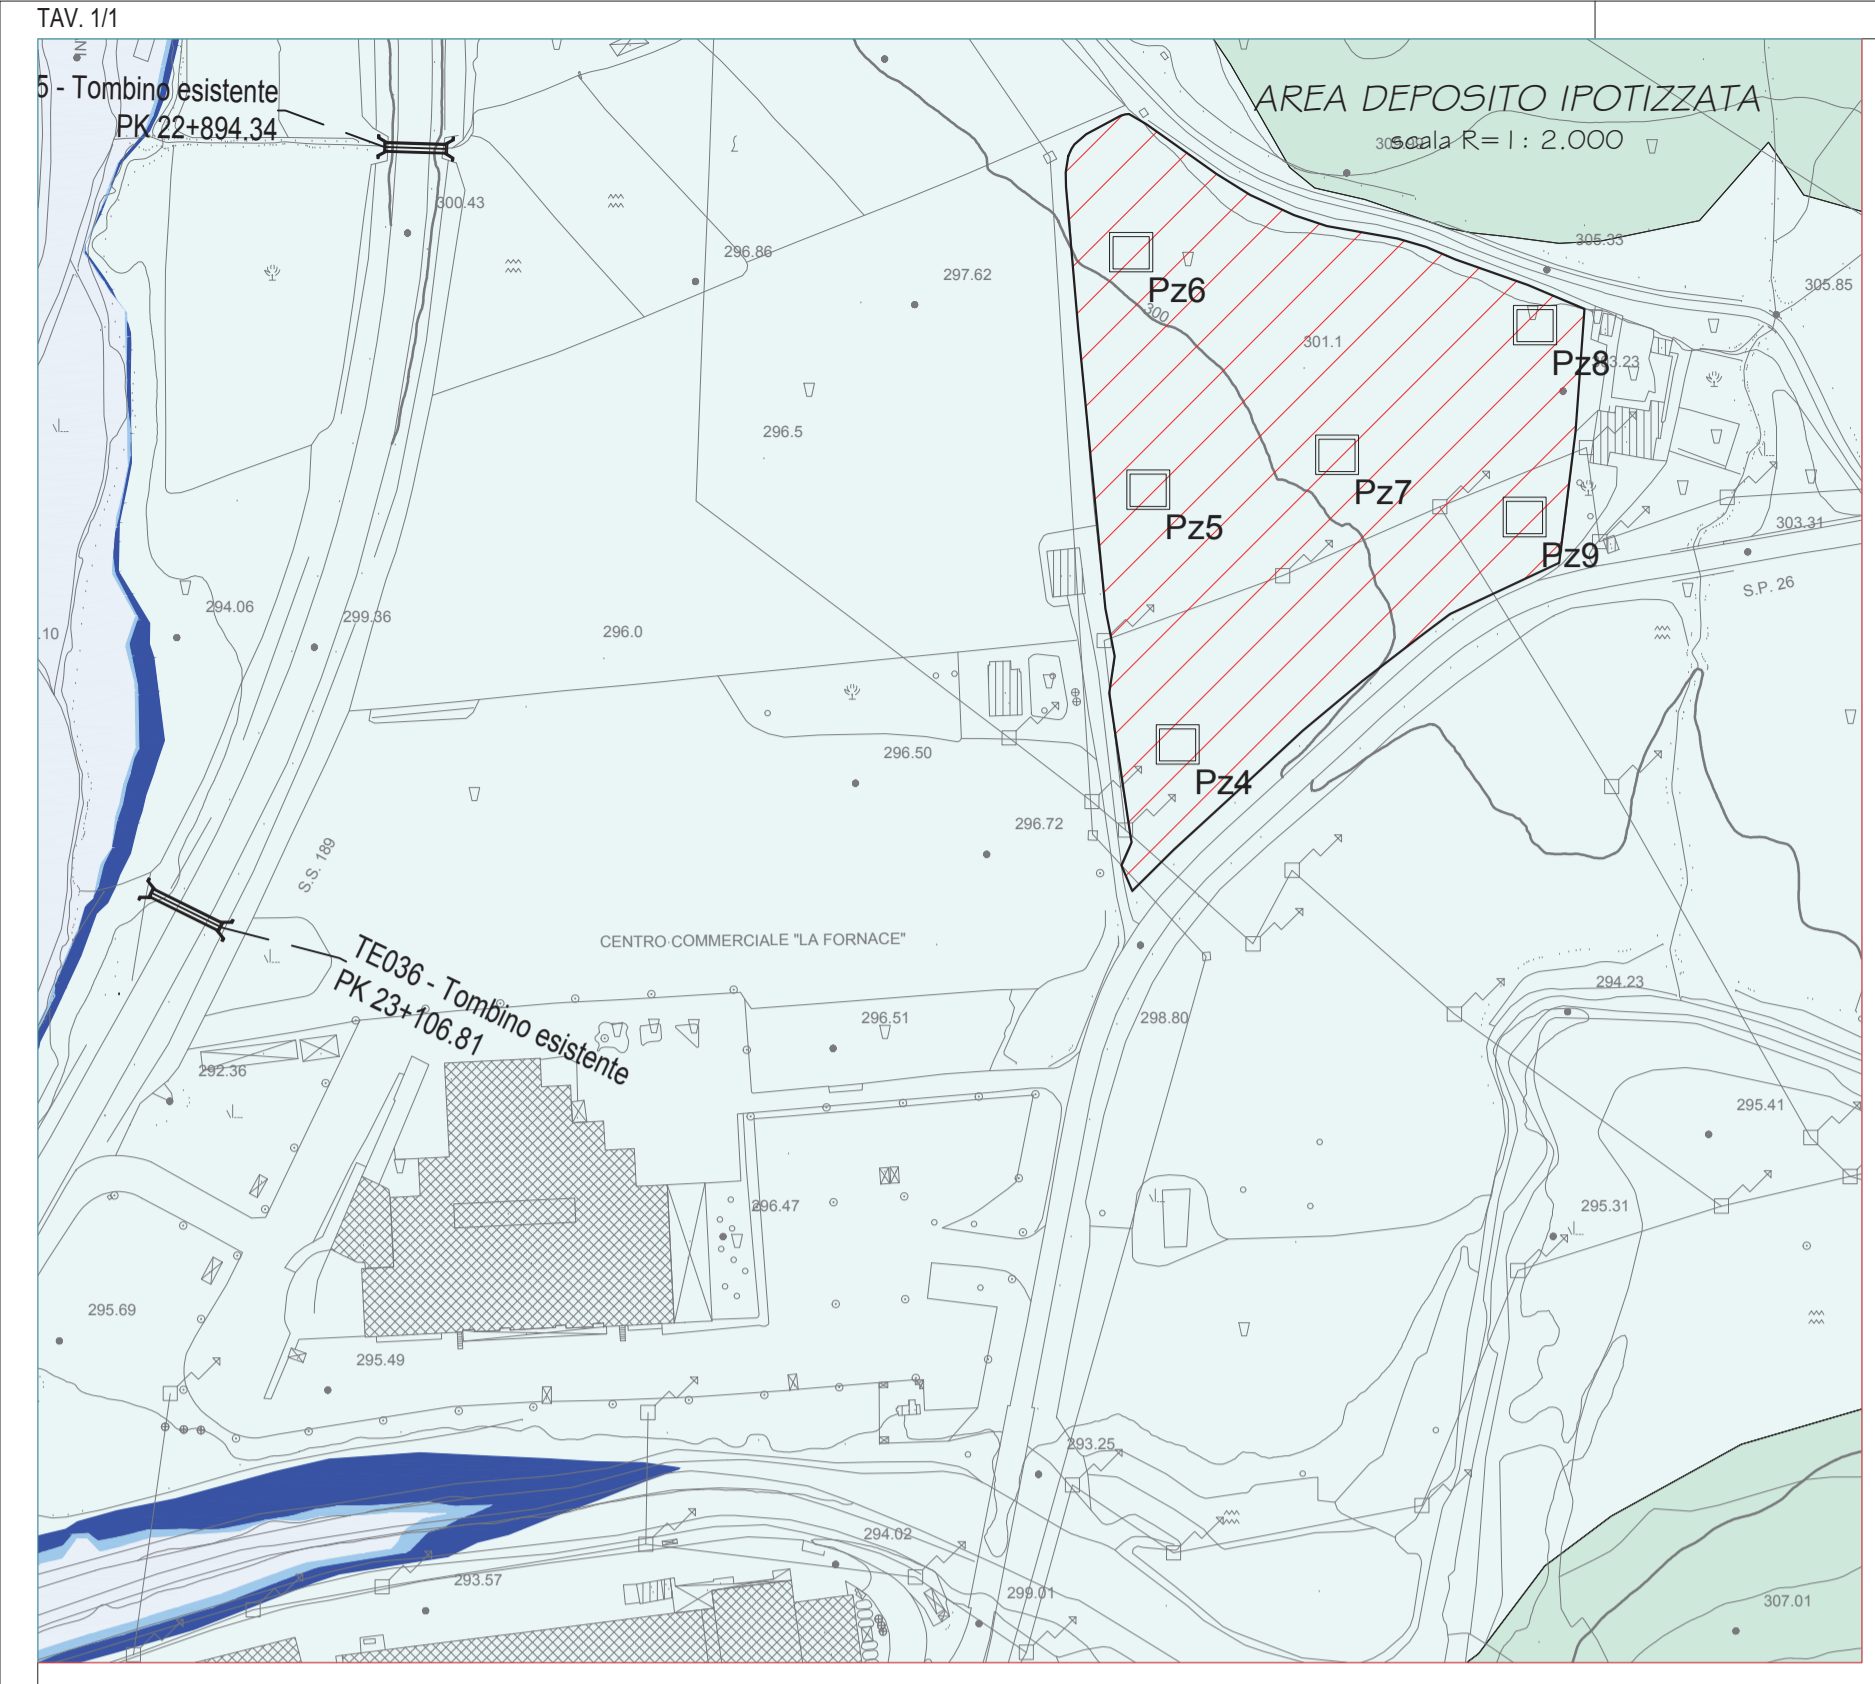 TAV. 1/1
5 - Tombino esistente
PK 22+894.34
AREA DEPOSITO IPOTIZZATA
scala R=1: 2.000
300.43
296.86
297.62
305.33
305.85
Pz6
300
301.1
Pz8
296.5
Pz7
Pz5
Pz9
303.31
S.P. 26
294.06
299.36
296.0
.10
296.50
Pz4
296.72
S.S. 189
CENTRO COMMERCIALE "LA FORNACE"
TE036 - Tombino esistente
PK 23+106.81
294.23
296.51
298.80
292.36
295.41
296.47
295.31
295.69
295.49
293.25
294.02
293.57
299.01
307.01